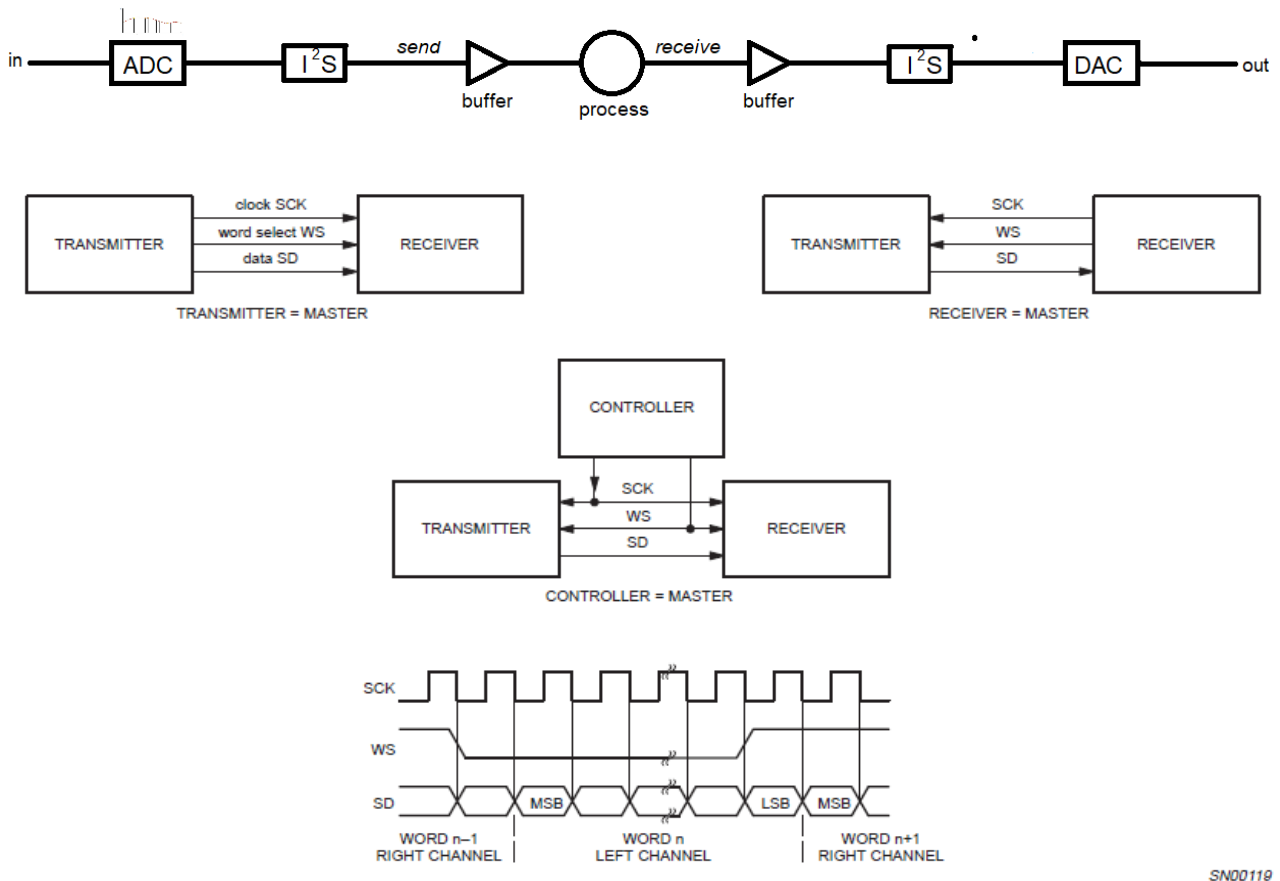 in
ADC
I²S
send
buffer
process
receive
buffer
I²S
DAC
out
TRANSMITTER
clock SCK
word select WS
data SD
RECEIVER
TRANSMITTER = MASTER
TRANSMITTER
SCK
WS
SD
RECEIVER
RECEIVER = MASTER
CONTROLLER
TRANSMITTER
SCK
WS
SD
RECEIVER
CONTROLLER = MASTER
SCK
WS
SD
MSB
LSB
MSB
WORD n–1
RIGHT CHANNEL
WORD n
LEFT CHANNEL
WORD n+1
RIGHT CHANNEL
SN00119